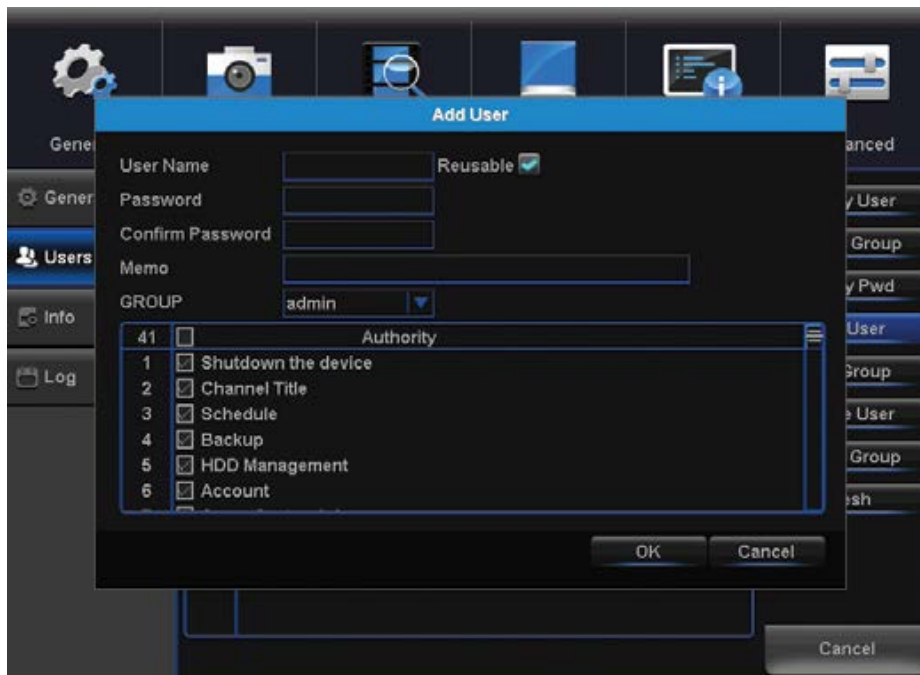 Add User
Gene
anced
User Name
Reusable
Password
Confirm Password
Memo
GROUP
admin
41 Authority
1 Shutdown the device
2 Channel Title
3 Schedule
4 Backup
5 HDD Management
6 Account
OK
Cancel
Gener
Users
Info
Log
y User
Group
y Pwd
User
Group
e User
Group
esh
Cancel